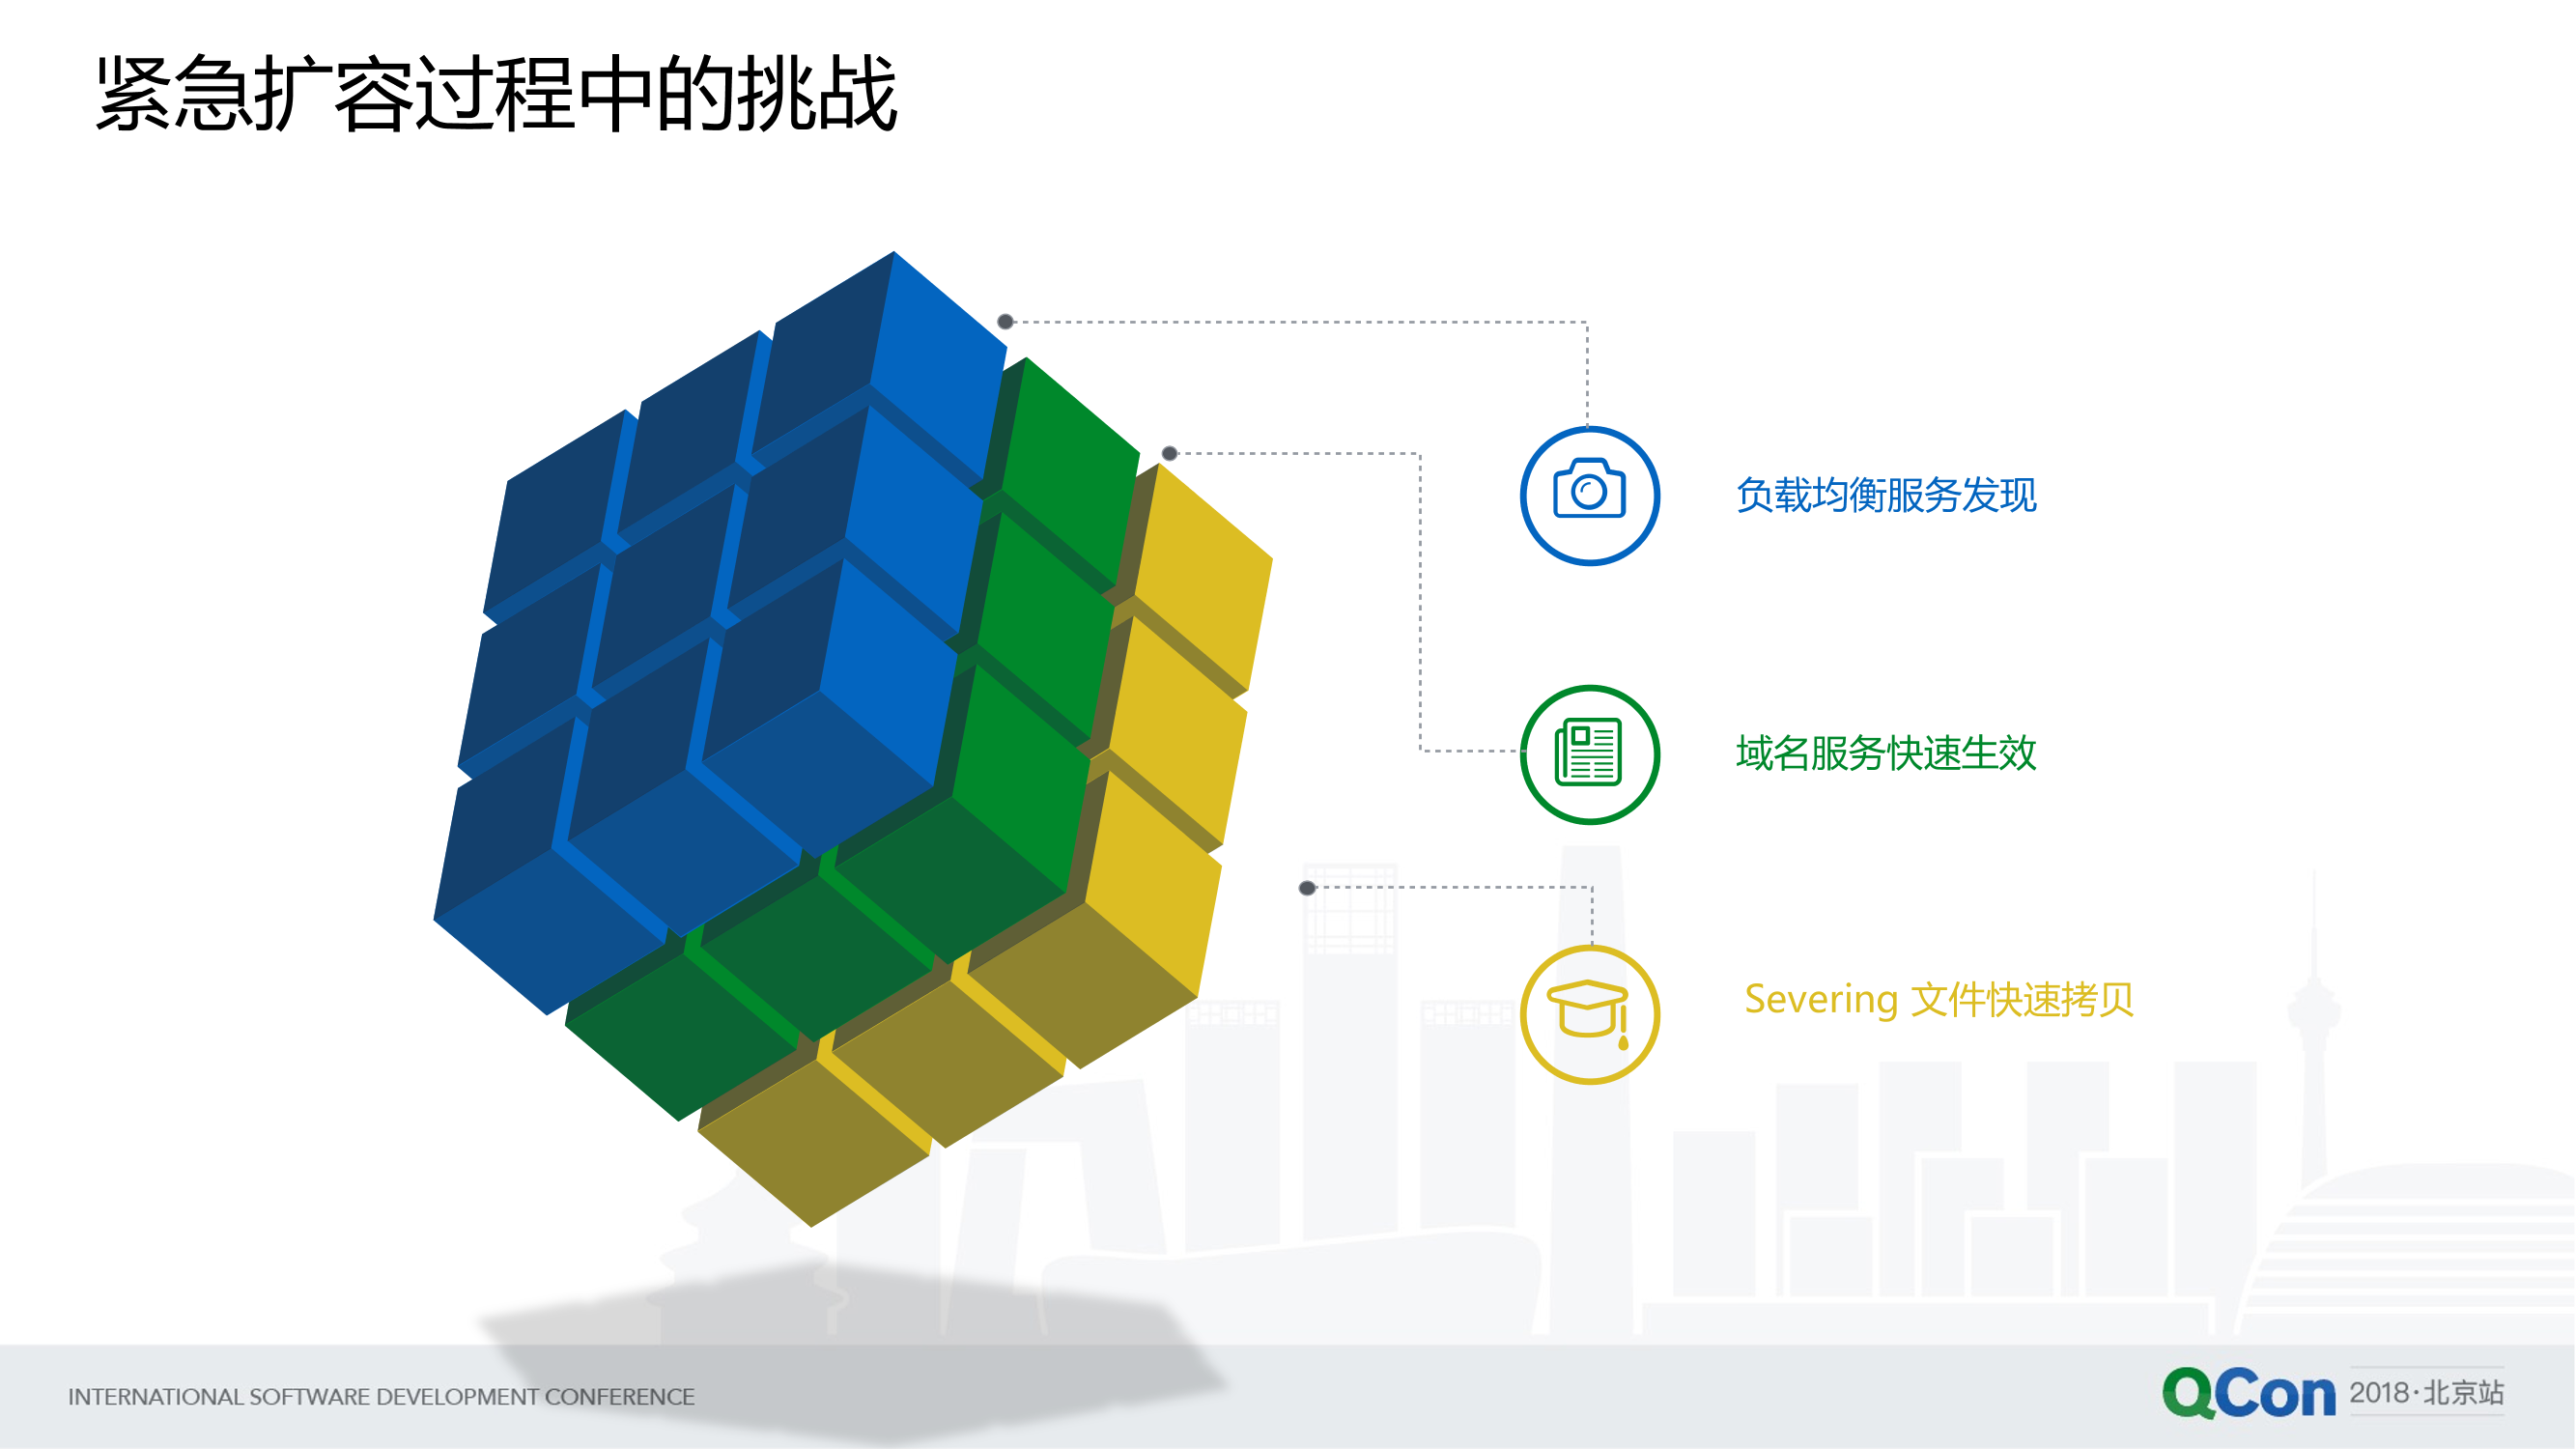 紧急扩容过程中的挑战
负载均衡服务发现
域名服务快速生效
Severing 文件快速拷贝
INTERNATIONAL SOFTWARE DEVELOPMENT CONFERENCE
QCon 2018·北京站